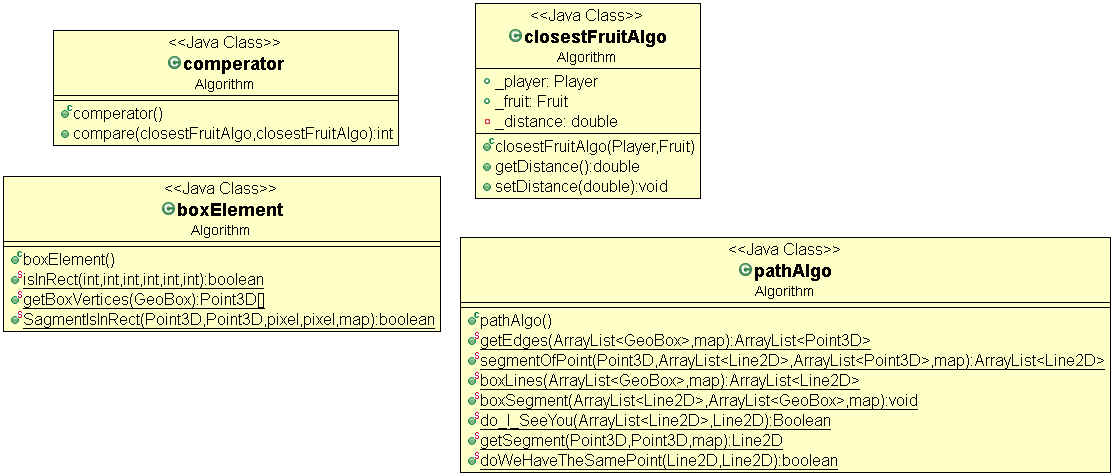 <<Java Class>>
comperator
Algorithm
comperator()
compare(closestFruitAlgo,closestFruitAlgo):int
<<Java Class>>
closestFruitAlgo
Algorithm
_player: Player
_fruit: Fruit
_distance: double
closestFruitAlgo(Player,Fruit)
getDistance():double
setDistance(double):void
<<Java Class>>
boxElement
Algorithm
boxElement()
isInRect(int,int,int,int,int,int):boolean
getBoxVertices(GeoBox):Point3D[]
SagmentIsInRect(Point3D,Point3D,pixel,pixel,map):boolean
<<Java Class>>
pathAlgo
Algorithm
pathAlgo()
getEdges(ArrayList<GeoBox>,map):ArrayList<Point3D>
segmentOfPoint(Point3D,ArrayList<Line2D>,ArrayList<Point3D>,map):ArrayList<Line2D>
boxLines(ArrayList<GeoBox>,map):ArrayList<Line2D>
boxSegment(ArrayList<Line2D>,ArrayList<GeoBox>,map):void
do_I_SeeYou(ArrayList<Line2D>,Line2D):Boolean
getSegment(Point3D,Point3D,map):Line2D
doWeHaveTheSamePoint(Line2D,Line2D):boolean